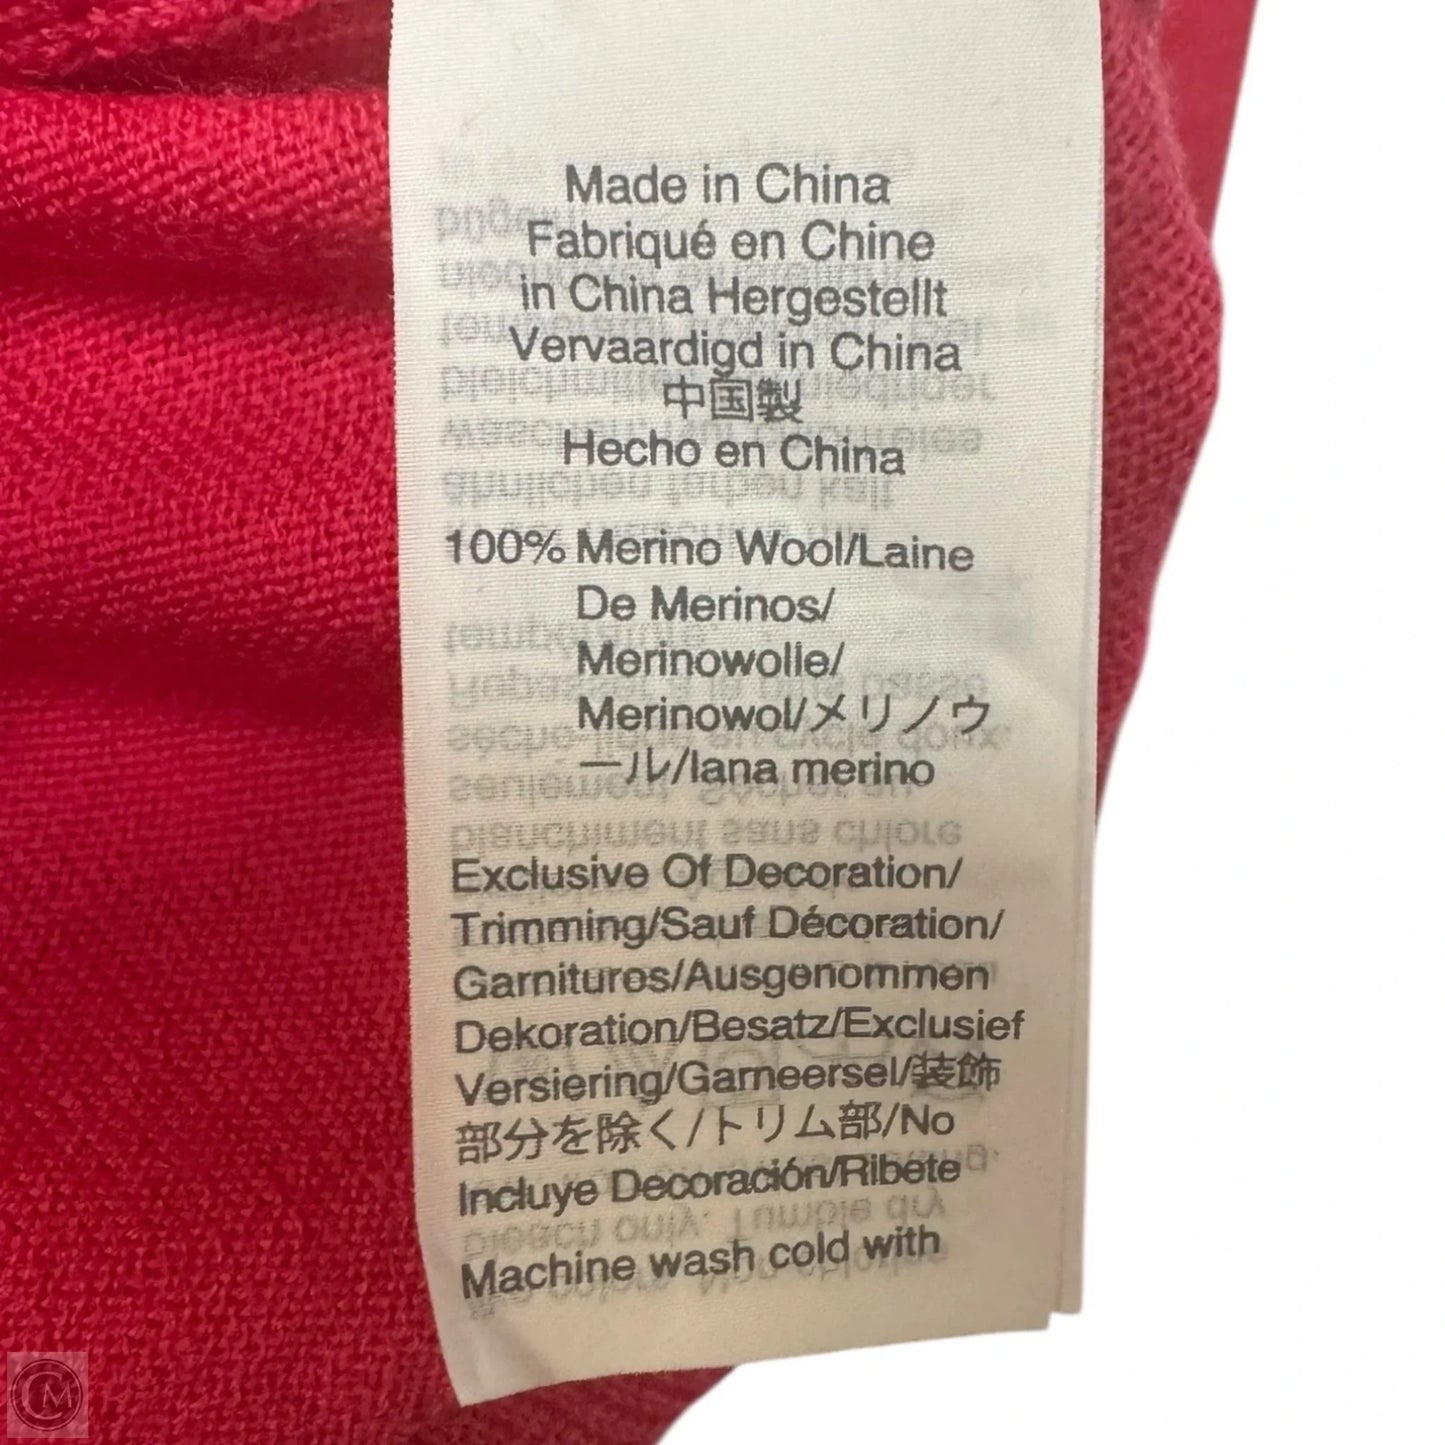 Made in China
Fabriqué en Chine
in China Hergestellt
Vervaardigd in China
中国製
Hecho en China
100% Merino Wool/Laine
De Merinos/
Merinowolle/
Merinowol/メリノウ
ール/lana merino
Exclusive Of Decoration/
Trimming/Sauf Décoration/
Garnitures/Ausgenommen
Dekoration/Besatz/Exclusief
Versiering/Garneersel/装飾
部分を除く/トリム部/No
Incluye Decoración/Ribete
Machine wash cold with